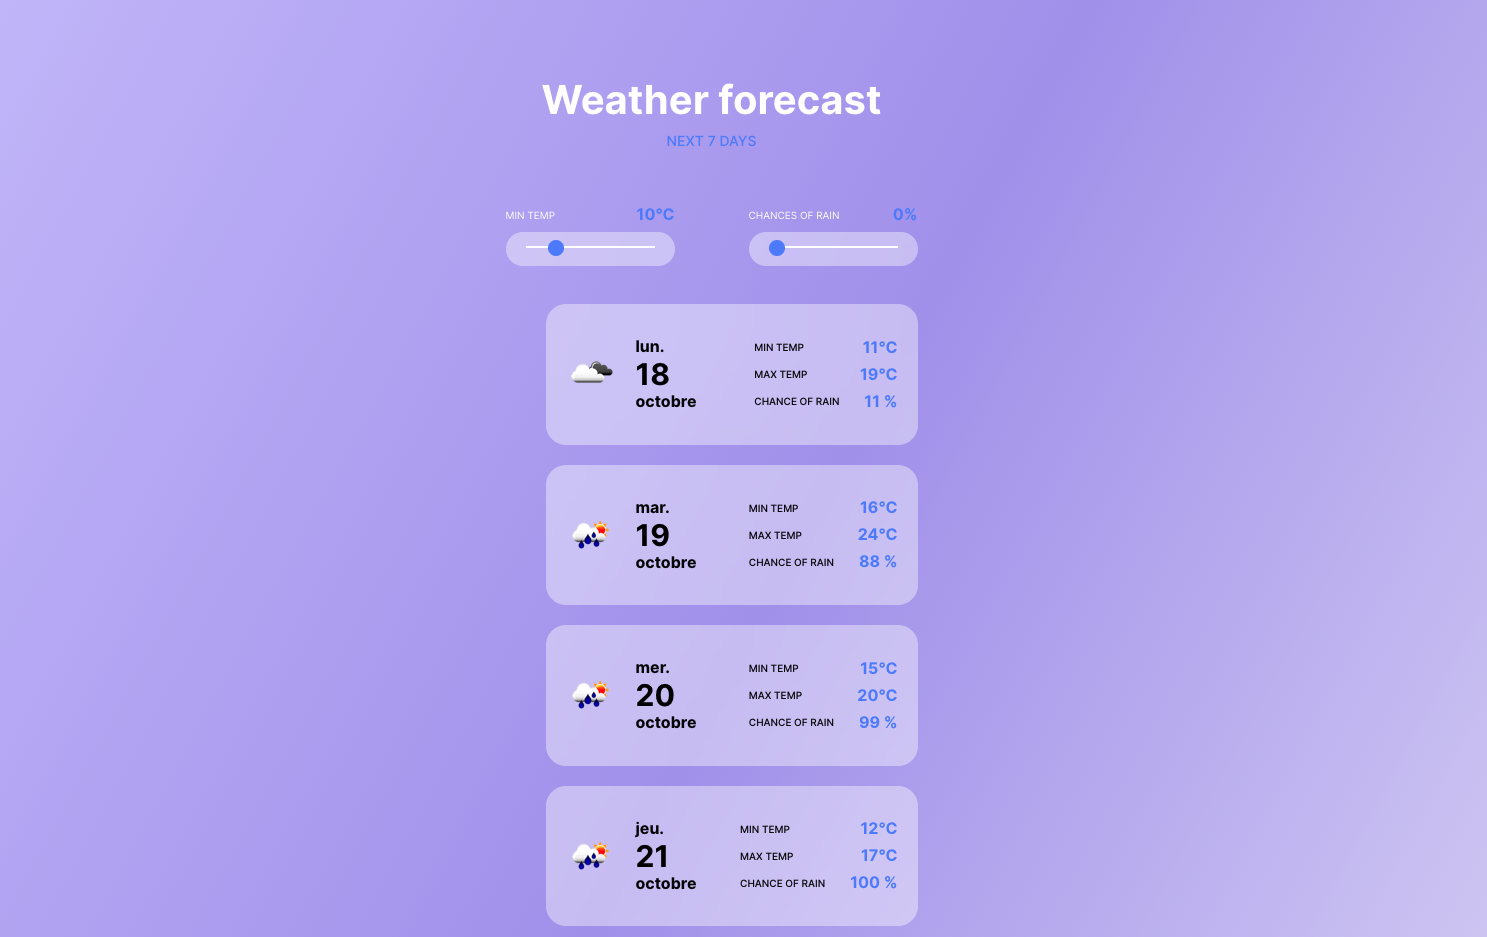 Weather forecast
NEXT 7 DAYS
MIN TEMP 10°C
CHANCES OF RAIN 0%
lun.
18
octobre
MIN TEMP 11°C
MAX TEMP 19°C
CHANCE OF RAIN 11 %
mar.
19
octobre
MIN TEMP 16°C
MAX TEMP 24°C
CHANCE OF RAIN 88 %
mer.
20
octobre
MIN TEMP 15°C
MAX TEMP 20°C
CHANCE OF RAIN 99 %
jeu.
21
octobre
MIN TEMP 12°C
MAX TEMP 17°C
CHANCE OF RAIN 100 %